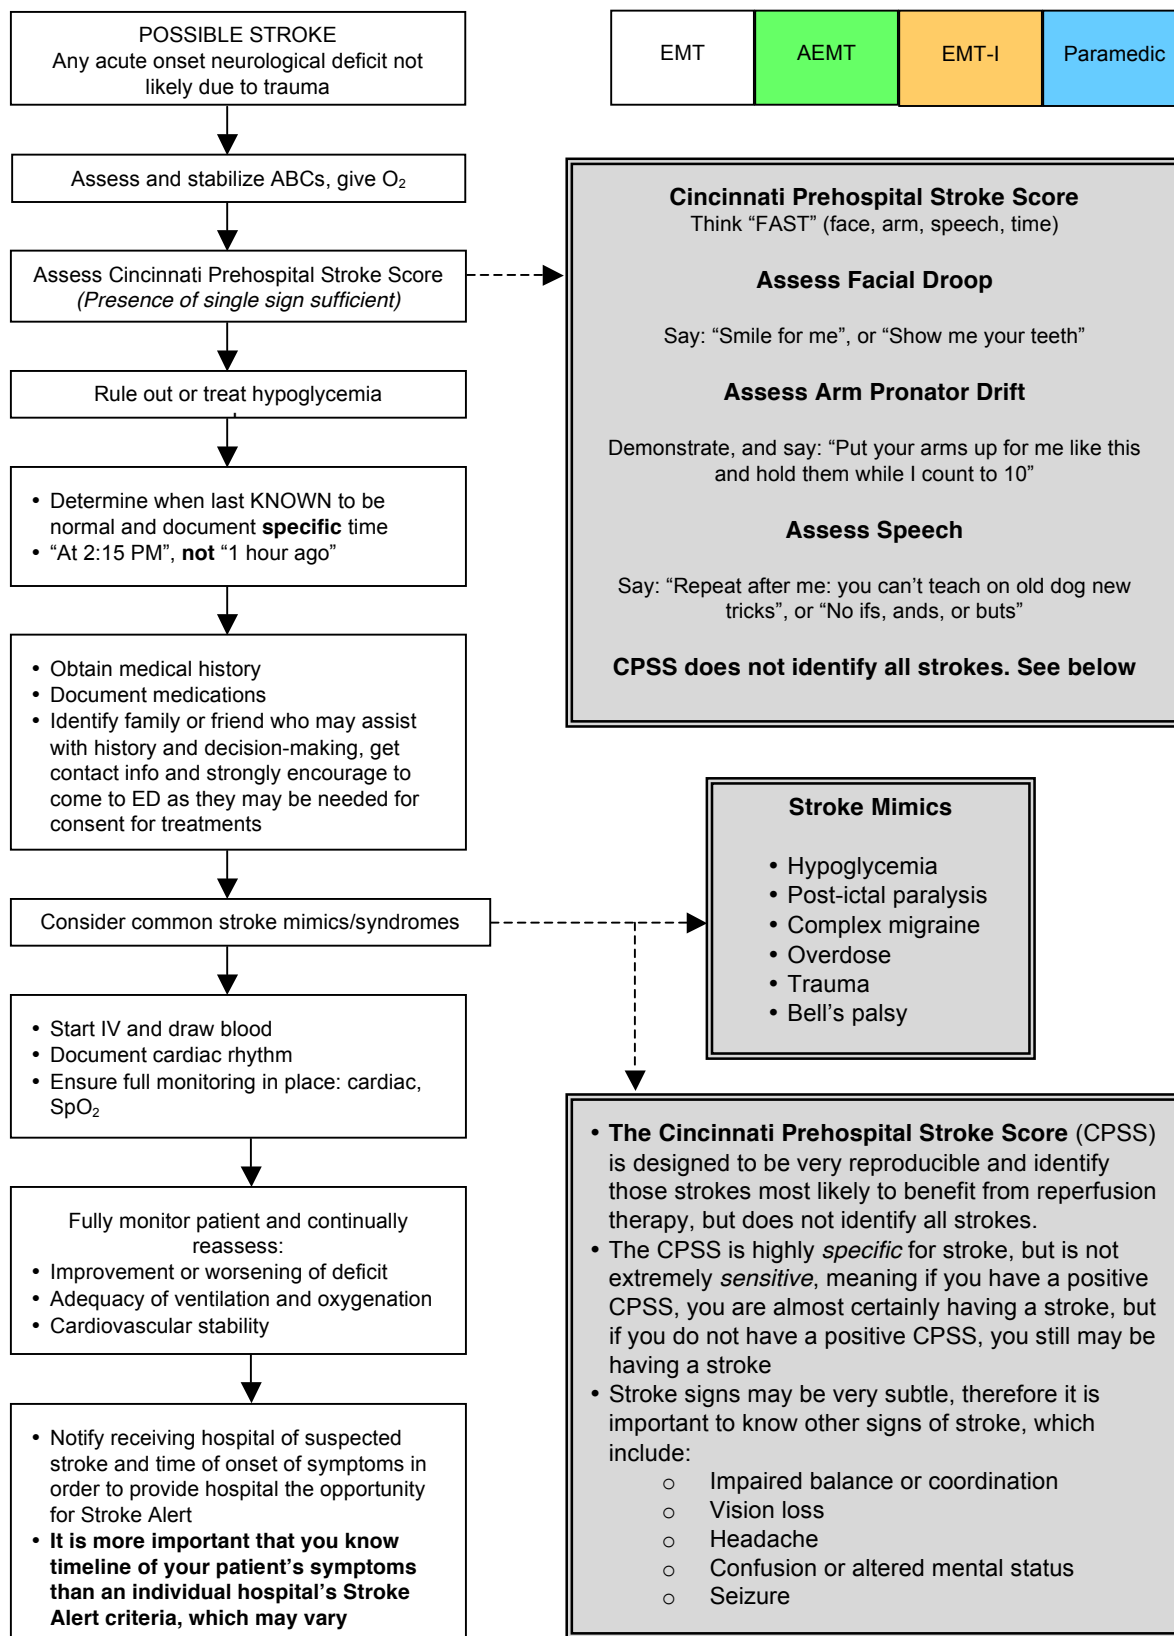 POSSIBLE STROKE
Any acute onset neurological deficit not
likely due to trauma
Assess and stabilize ABCs, give O₂
Assess Cincinnati Prehospital Stroke Score
(Presence of single sign sufficient)
Rule out or treat hypoglycemia
• Determine when last KNOWN to be
normal and document specific time
• “At 2:15 PM”, not “1 hour ago”
• Obtain medical history
• Document medications
• Identify family or friend who may assist
with history and decision-making, get
contact info and strongly encourage to
come to ED as they may be needed for
consent for treatments
Consider common stroke mimics/syndromes
• Start IV and draw blood
• Document cardiac rhythm
• Ensure full monitoring in place: cardiac,
SpO₂
Fully monitor patient and continually
reassess:
• Improvement or worsening of deficit
• Adequacy of ventilation and oxygenation
• Cardiovascular stability
• Notify receiving hospital of suspected
stroke and time of onset of symptoms in
order to provide hospital the opportunity
for Stroke Alert
• It is more important that you know
timeline of your patient’s symptoms
than an individual hospital’s Stroke
Alert criteria, which may vary
EMT
AEMT
EMT-I
Paramedic
Cincinnati Prehospital Stroke Score
Think “FAST” (face, arm, speech, time)
Assess Facial Droop
Say: “Smile for me”, or “Show me your teeth”
Assess Arm Pronator Drift
Demonstrate, and say: “Put your arms up for me like this
and hold them while I count to 10”
Assess Speech
Say: “Repeat after me: you can’t teach on old dog new
tricks”, or “No ifs, ands, or buts”
CPSS does not identify all strokes. See below
Stroke Mimics
• Hypoglycemia
• Post-ictal paralysis
• Complex migraine
• Overdose
• Trauma
• Bell’s palsy
• The Cincinnati Prehospital Stroke Score (CPSS)
is designed to be very reproducible and identify
those strokes most likely to benefit from reperfusion
therapy, but does not identify all strokes.
• The CPSS is highly specific for stroke, but is not
extremely sensitive, meaning if you have a positive
CPSS, you are almost certainly having a stroke, but
if you do not have a positive CPSS, you still may be
having a stroke
• Stroke signs may be very subtle, therefore it is
important to know other signs of stroke, which
include:
o Impaired balance or coordination
o Vision loss
o Headache
o Confusion or altered mental status
o Seizure